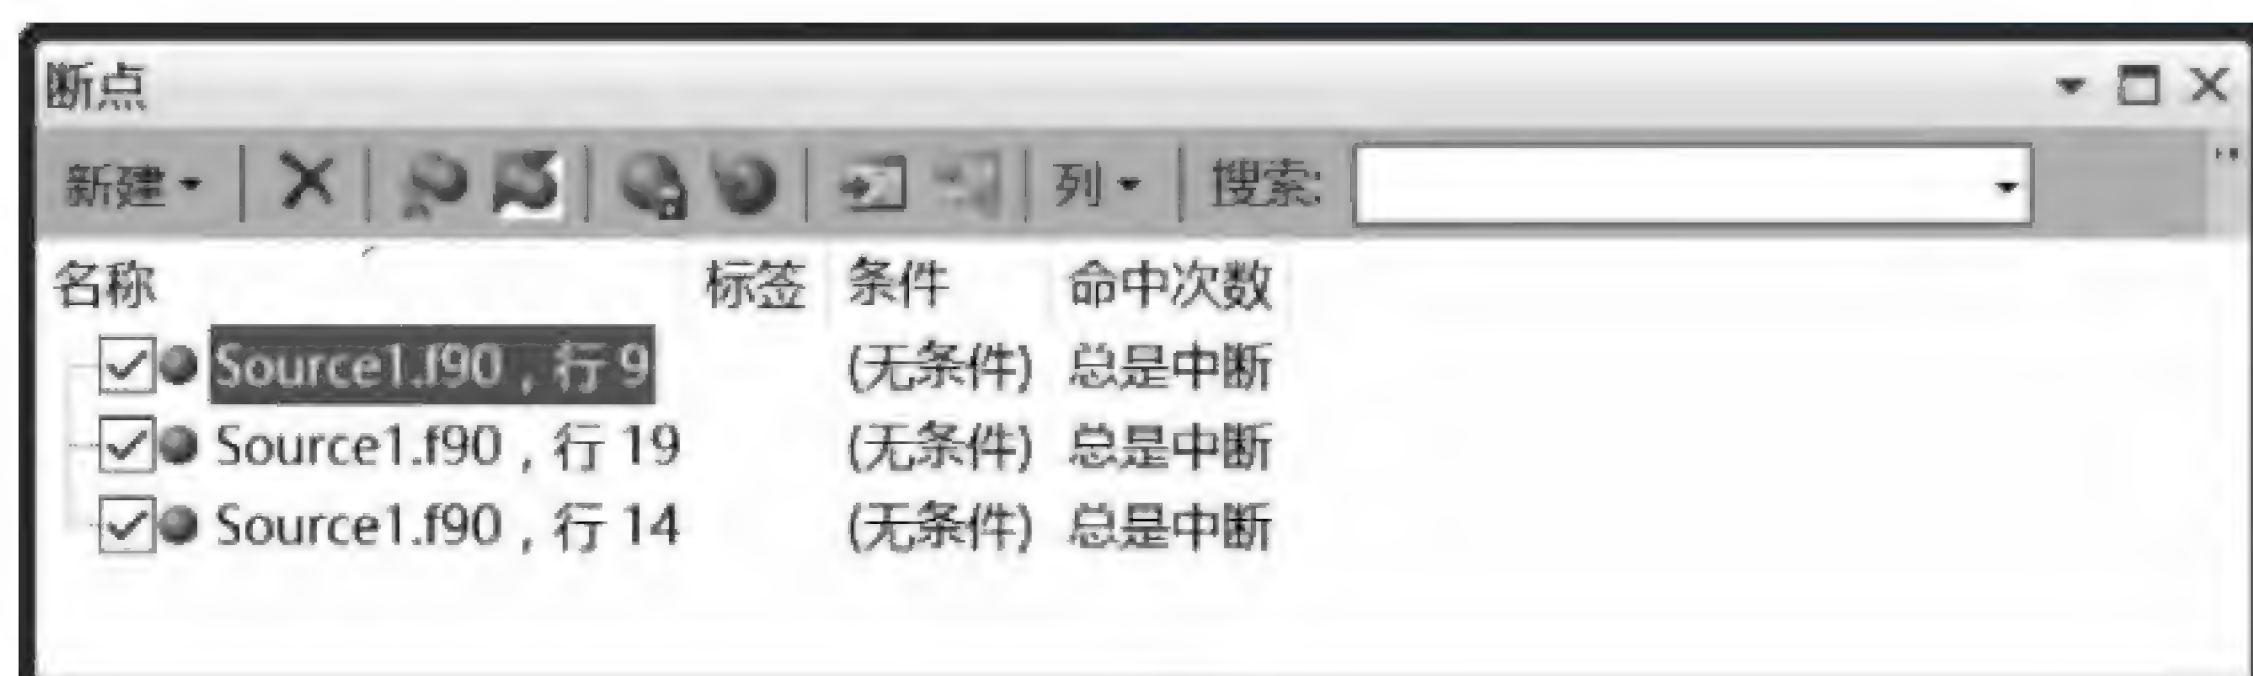 断点
新建 列 搜索:
名称 标签 条件 命中次数
Source1.f90 , 行 9 (无条件) 总是中断
Source1.f90 , 行 19 (无条件) 总是中断
Source1.f90 , 行 14 (无条件) 总是中断